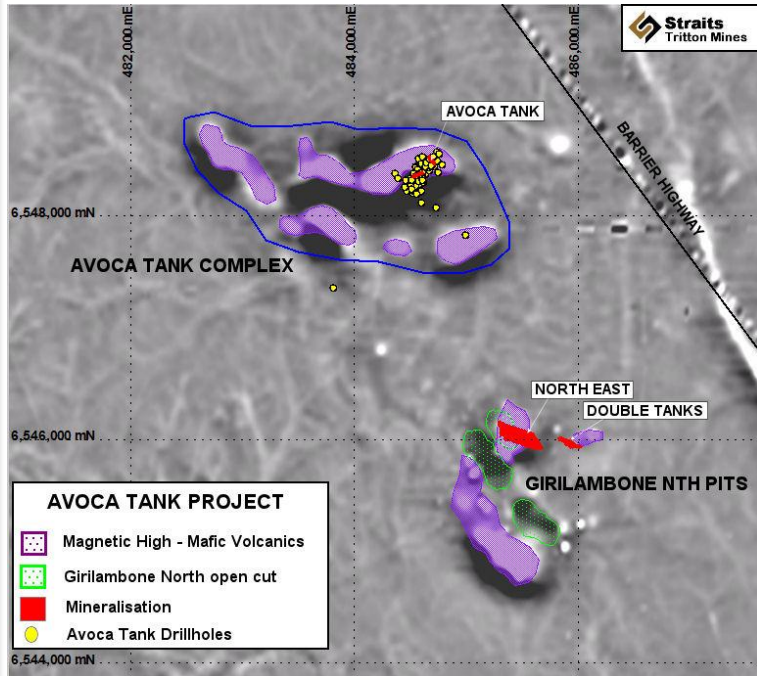 482,000 mE
484,000 mE
486,000 mE
Straits
Tritton Mines
AVOCA TANK
BARRIER HIGHWAY
6,548,000 mN
AVOCA TANK COMPLEX
NORTH EAST
DOUBLE TANKS
6,546,000 mN
GIRILAMBONE NTH PITS
AVOCA TANK PROJECT
Magnetic High - Mafic Volcanics
Girilambone North open cut
Mineralisation
Avoca Tank Drillholes
6,544,000 mN